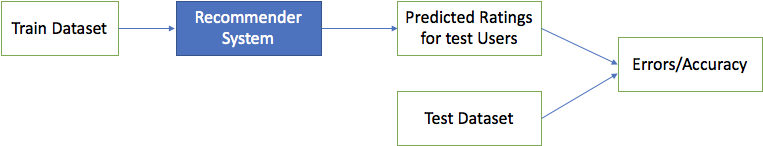 Train Dataset
Recommender
System
Predicted Ratings
for test Users
Errors/Accuracy
Test Dataset